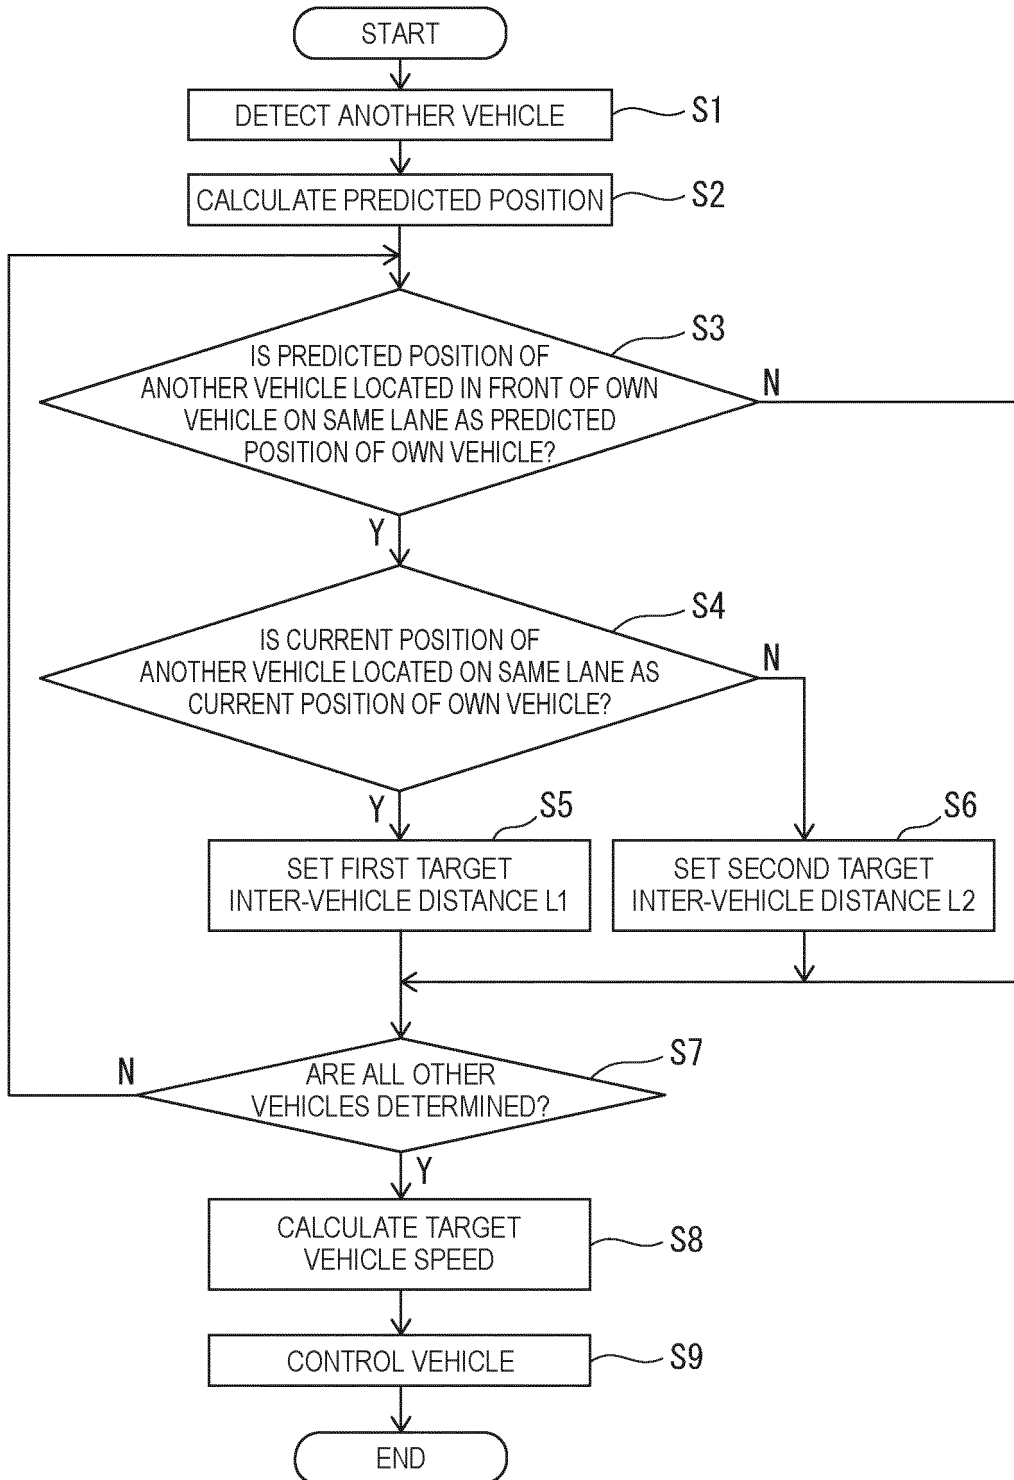 START
DETECT ANOTHER VEHICLE
S1
CALCULATE PREDICTED POSITION
S2
S3
IS PREDICTED POSITION OF
ANOTHER VEHICLE LOCATED IN FRONT OF OWN
VEHICLE ON SAME LANE AS PREDICTED
POSITION OF OWN VEHICLE?
N
Y
S4
IS CURRENT POSITION OF
ANOTHER VEHICLE LOCATED ON SAME LANE AS
CURRENT POSITION OF OWN VEHICLE?
N
Y
S5
SET FIRST TARGET
INTER-VEHICLE DISTANCE L1
S6
SET SECOND TARGET
INTER-VEHICLE DISTANCE L2
S7
ARE ALL OTHER
VEHICLES DETERMINED?
N
Y
CALCULATE TARGET
VEHICLE SPEED
S8
CONTROL VEHICLE
S9
END